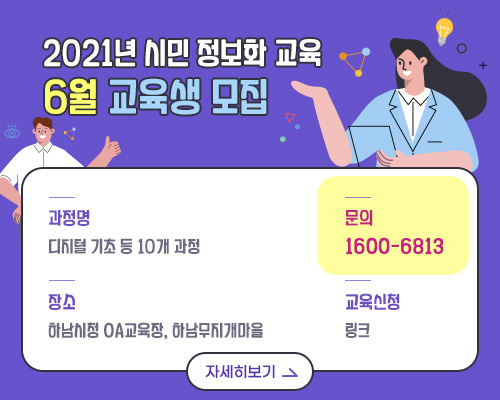 2021년 시민 정보화 교육
6월 교육생 모집
과정명
디지털 기초 등 10개 과정
문의
1600-6813
장소
하남시청 OA교육장, 하남무지개마을
교육신청
링크
자세히보기